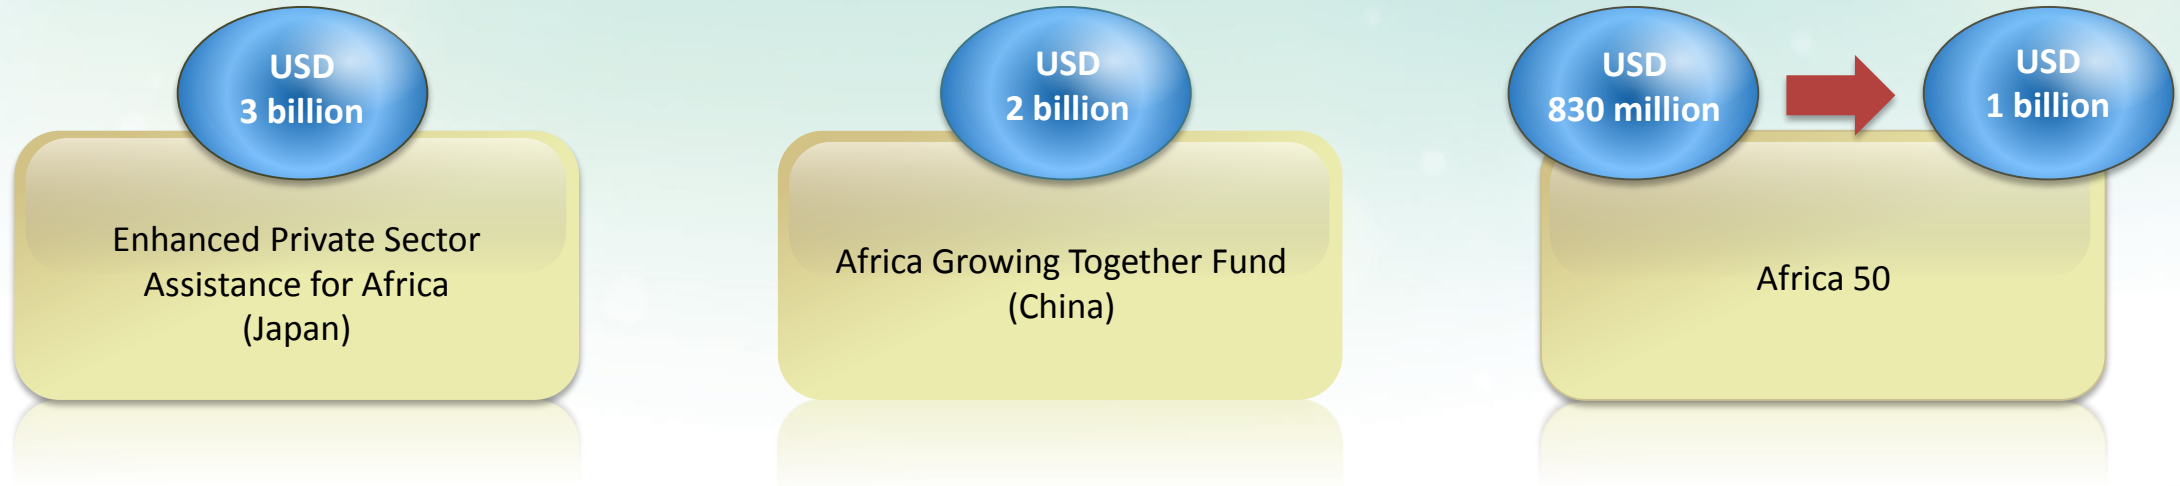 USD
3 billion
Enhanced Private Sector
Assistance for Africa
(Japan)
USD
2 billion
Africa Growing Together Fund
(China)
USD
830 million
USD
1 billion
Africa 50